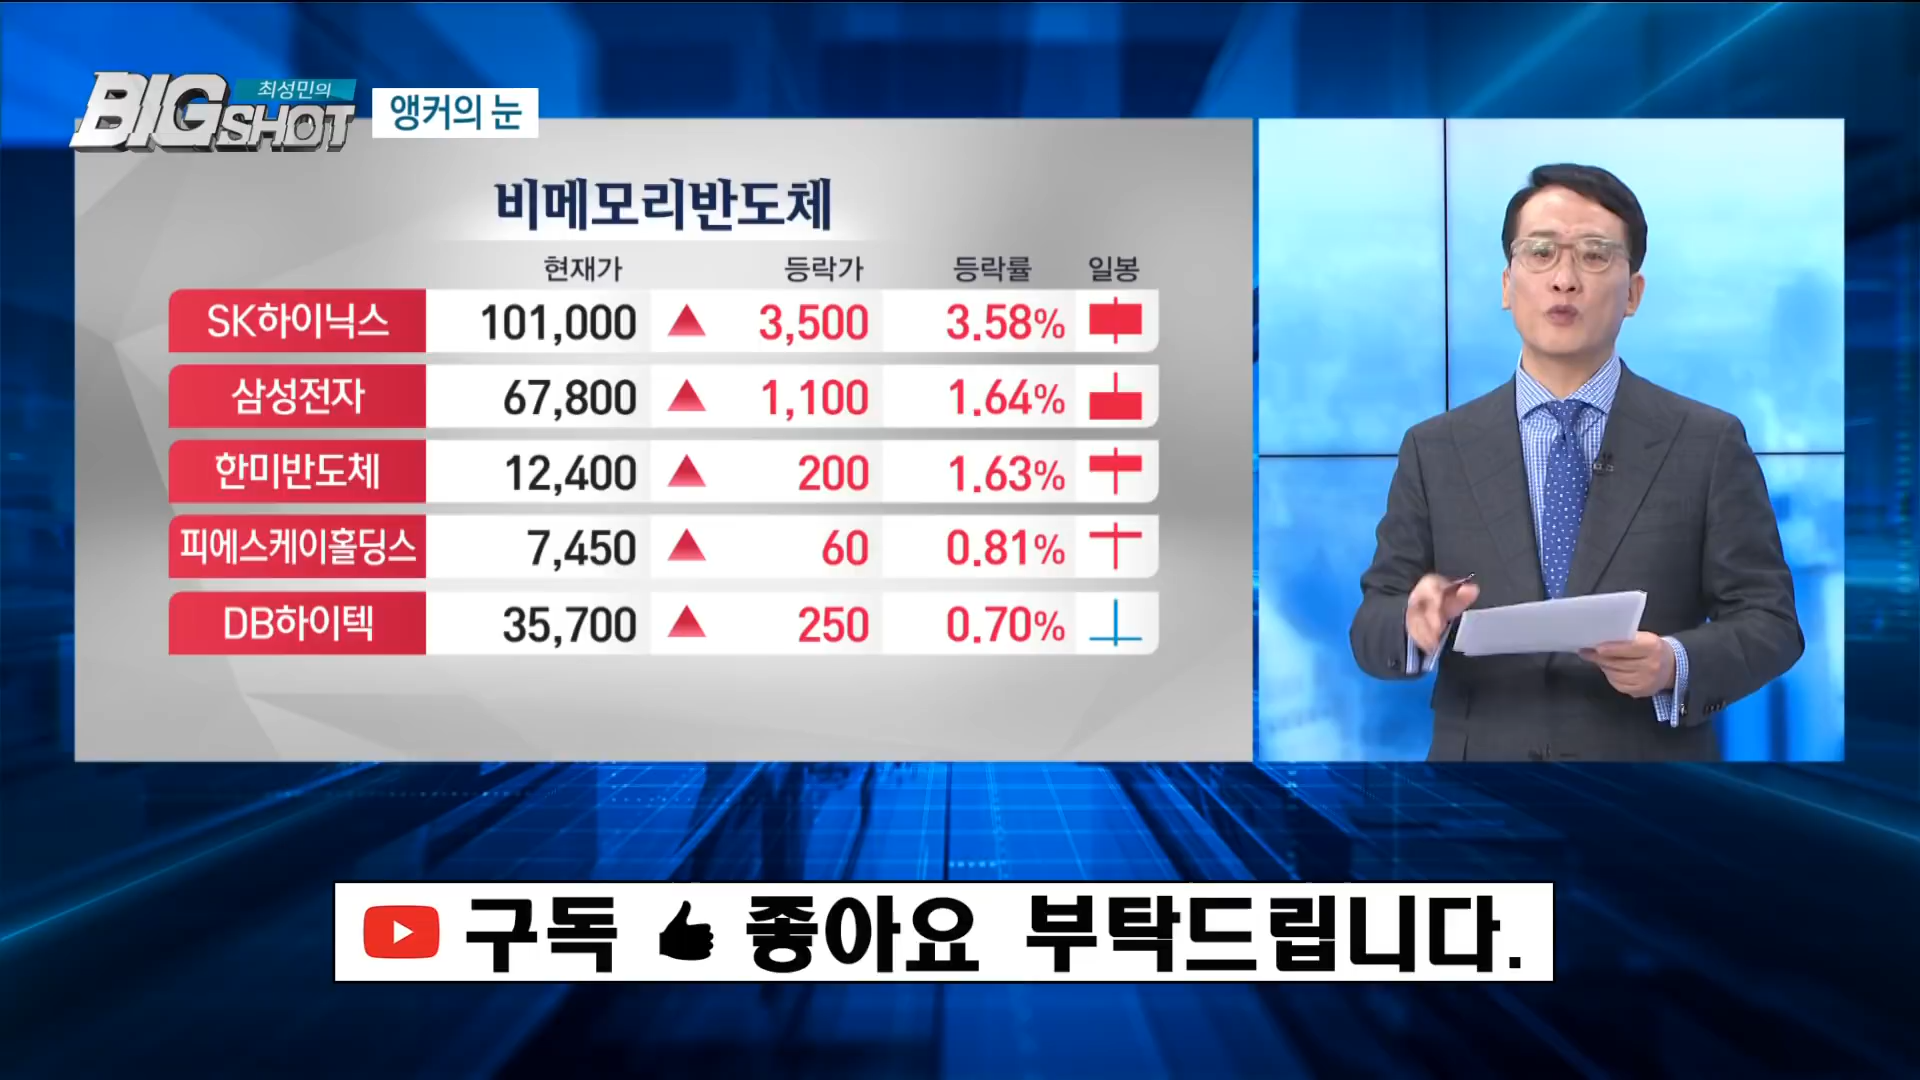 BIG 최성민의 SHOT
앵커의 눈
비메모리반도체
현재가 등락가 등락률 일봉
SK하이닉스 101,000 ▲ 3,500 3.58%
삼성전자 67,800 ▲ 1,100 1.64%
한미반도체 12,400 ▲ 200 1.63%
피에스케이홀딩스 7,450 ▲ 60 0.81%
DB하이텍 35,700 ▲ 250 0.70%
구독 좋아요 부탁드립니다.